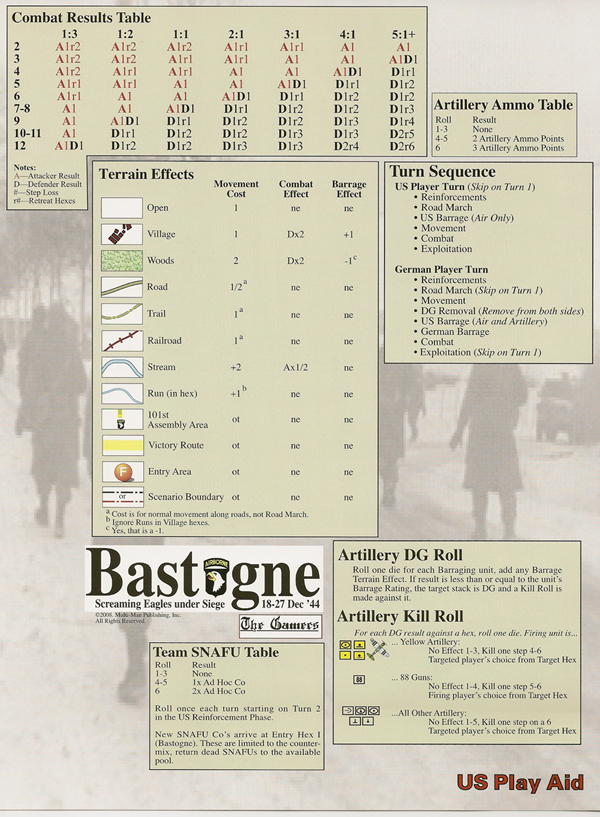 Combat Results Table
1:3 1:2 1:1 2:1 3:1 4:1 5:1+
2 A1r2 A1r2 A1r2 A1r1 A1r1 A1 A1
3 A1r2 A1r2 A1r1 A1r1 A1 A1 A1D1
4 A1r1 A1r1 A1r1 A1 A1 A1D1 D1r1
5 A1r1 A1r1 A1 A1 A1D1 D1r1 D1r2
6 A1r1 A1 A1 A1D1 D1r1 D1r2 D1r2
7-8 A1 A1 A1D1 D1r1 D1r2 D1r2 D1r3
9 A1 A1D1 D1r1 D1r2 D1r2 D1r3 D1r4
10-11 A1 D1r1 D1r2 D1r2 D1r3 D1r3 D2r5
12 A1D1 D1r2 D1r2 D1r3 D1r3 D2r4 D2r6
Notes:
A—Attacker Result
D—Defender Result
#—Step Loss
r#—Retreat Hexes
Artillery Ammo Table
Roll Result
1-3 None
4-5 2 Artillery Ammo Points
6 3 Artillery Ammo Points
Terrain Effects
Movement Cost Combat Effect Barrage Effect
Open 1 ne ne
Village 1 Dx2 +1
Woods 2 Dx2 -1c
Road 1/2a ne ne
Trail 1a ne ne
Railroad 1a ne ne
Stream +2 Ax1/2 ne
Run (in hex) +1b ne ne
101st Assembly Area ot ne ne
Victory Route ot ne ne
F Entry Area ot ne ne
or Scenario Boundary ot ne ne
a Cost is for normal movement along roads, not Road March.
b Ignore Runs in Village hexes.
c Yes, that is a -1.
Turn Sequence
US Player Turn (Skip on Turn 1)
• Reinforcements
• Road March
• US Barrage (Air Only)
• Movement
• Combat
• Exploitation
German Player Turn
• Reinforcements
• Road March (Skip on Turn 1)
• Movement
• DG Removal (Remove from both sides)
• US Barrage (Air and Artillery)
• German Barrage
• Combat
• Exploitation (Skip on Turn 1)
AIRBORNE
Bastogne
Screaming Eagles under Siege 18-27 Dec '44
©2008. Multi-Man Publishing, Inc.
All Rights Reserved.
The Gamers
Team SNAFU Table
Roll Result
1-3 None
4-5 1x Ad Hoc Co
6 2x Ad Hoc Co
Roll once each turn starting on Turn 2
in the US Reinforcement Phase.
New SNAFU Co's arrive at Entry Hex I
(Bastogne). These are limited to the counter-
mix, return dead SNAFUs to the available
pool.
Artillery DG Roll
Roll one die for each Barraging unit, add any Barrage
Terrain Effect. If result is less than or equal to the unit's
Barrage Rating, the target stack is DG and a Kill Roll is
made against it.
Artillery Kill Roll
For each DG result against a hex, roll one die. Firing unit is...
... Yellow Artillery:
No Effect 1-3, Kill one step 4-6
Targeted player's choice from Target Hex
88
... 88 Guns:
No Effect 1-4, Kill one step 5-6
Firing player's choice from Target Hex
...All Other Artillery:
No Effect 1-5, Kill one step on a 6
Targeted player's choice from Target Hex
US Play Aid